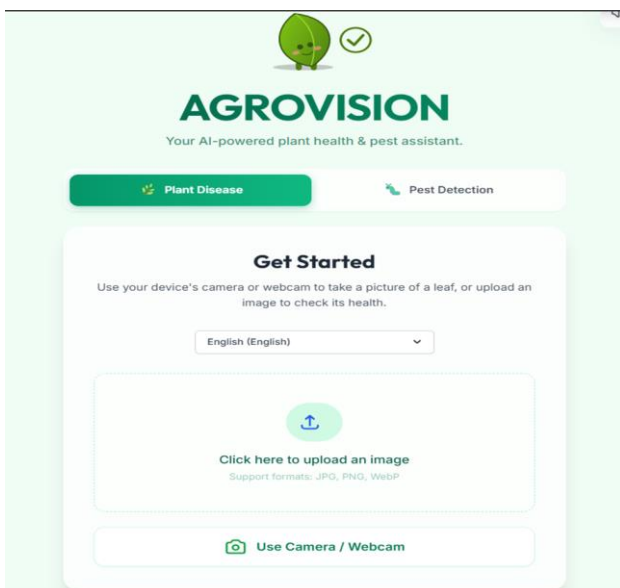 AGROVISION
Your AI-powered plant health & pest assistant.
Plant Disease
Pest Detection
Get Started
Use your device's camera or webcam to take a picture of a leaf, or upload an
image to check its health.
English (English)
Click here to upload an image
Support formats: JPG, PNG, WebP
Use Camera / Webcam